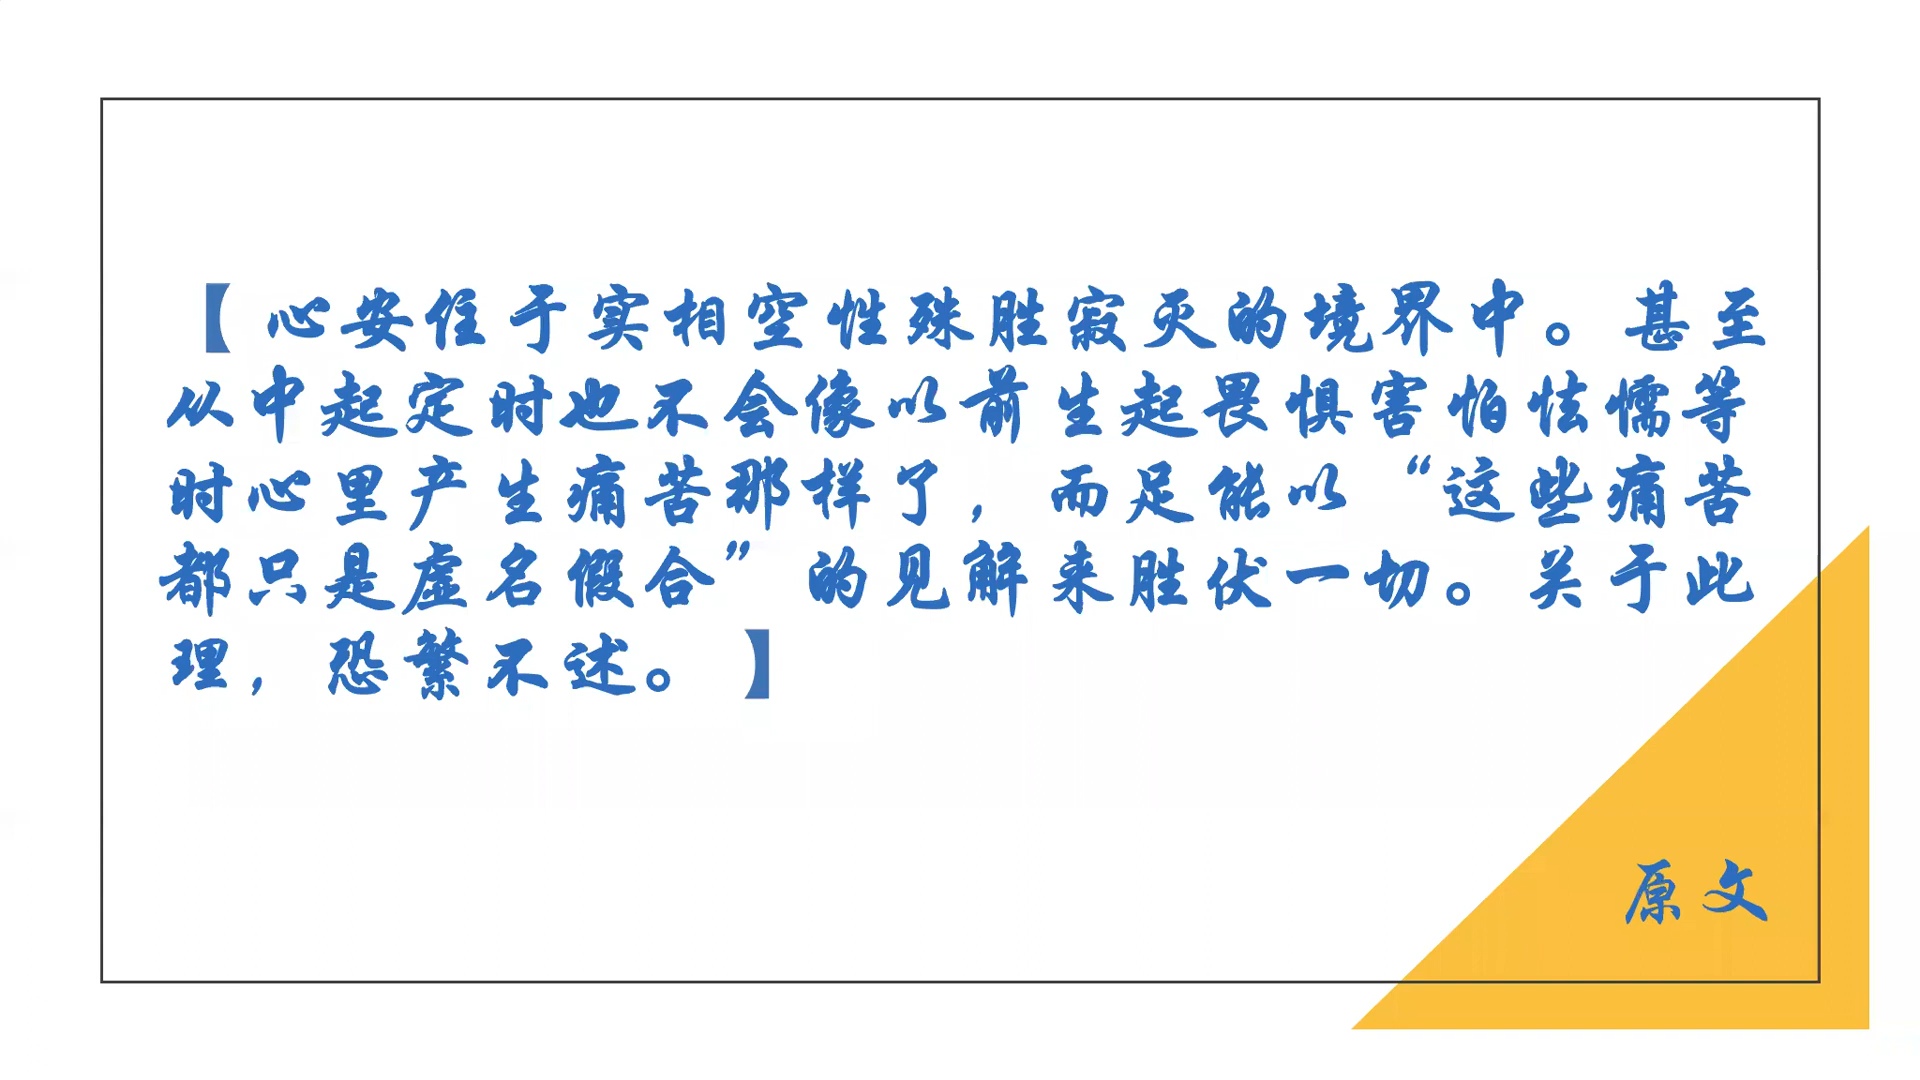 【心安住于实相空性殊胜寂灭的境界中。甚至
从中起定时也不会像以前生起畏惧害怕怯懦等
时心里产生痛苦那样了，而足能以“这些痛苦
都只是虚名假合”的见解来胜伏一切。关于此
理，恐繁不述。】
原文